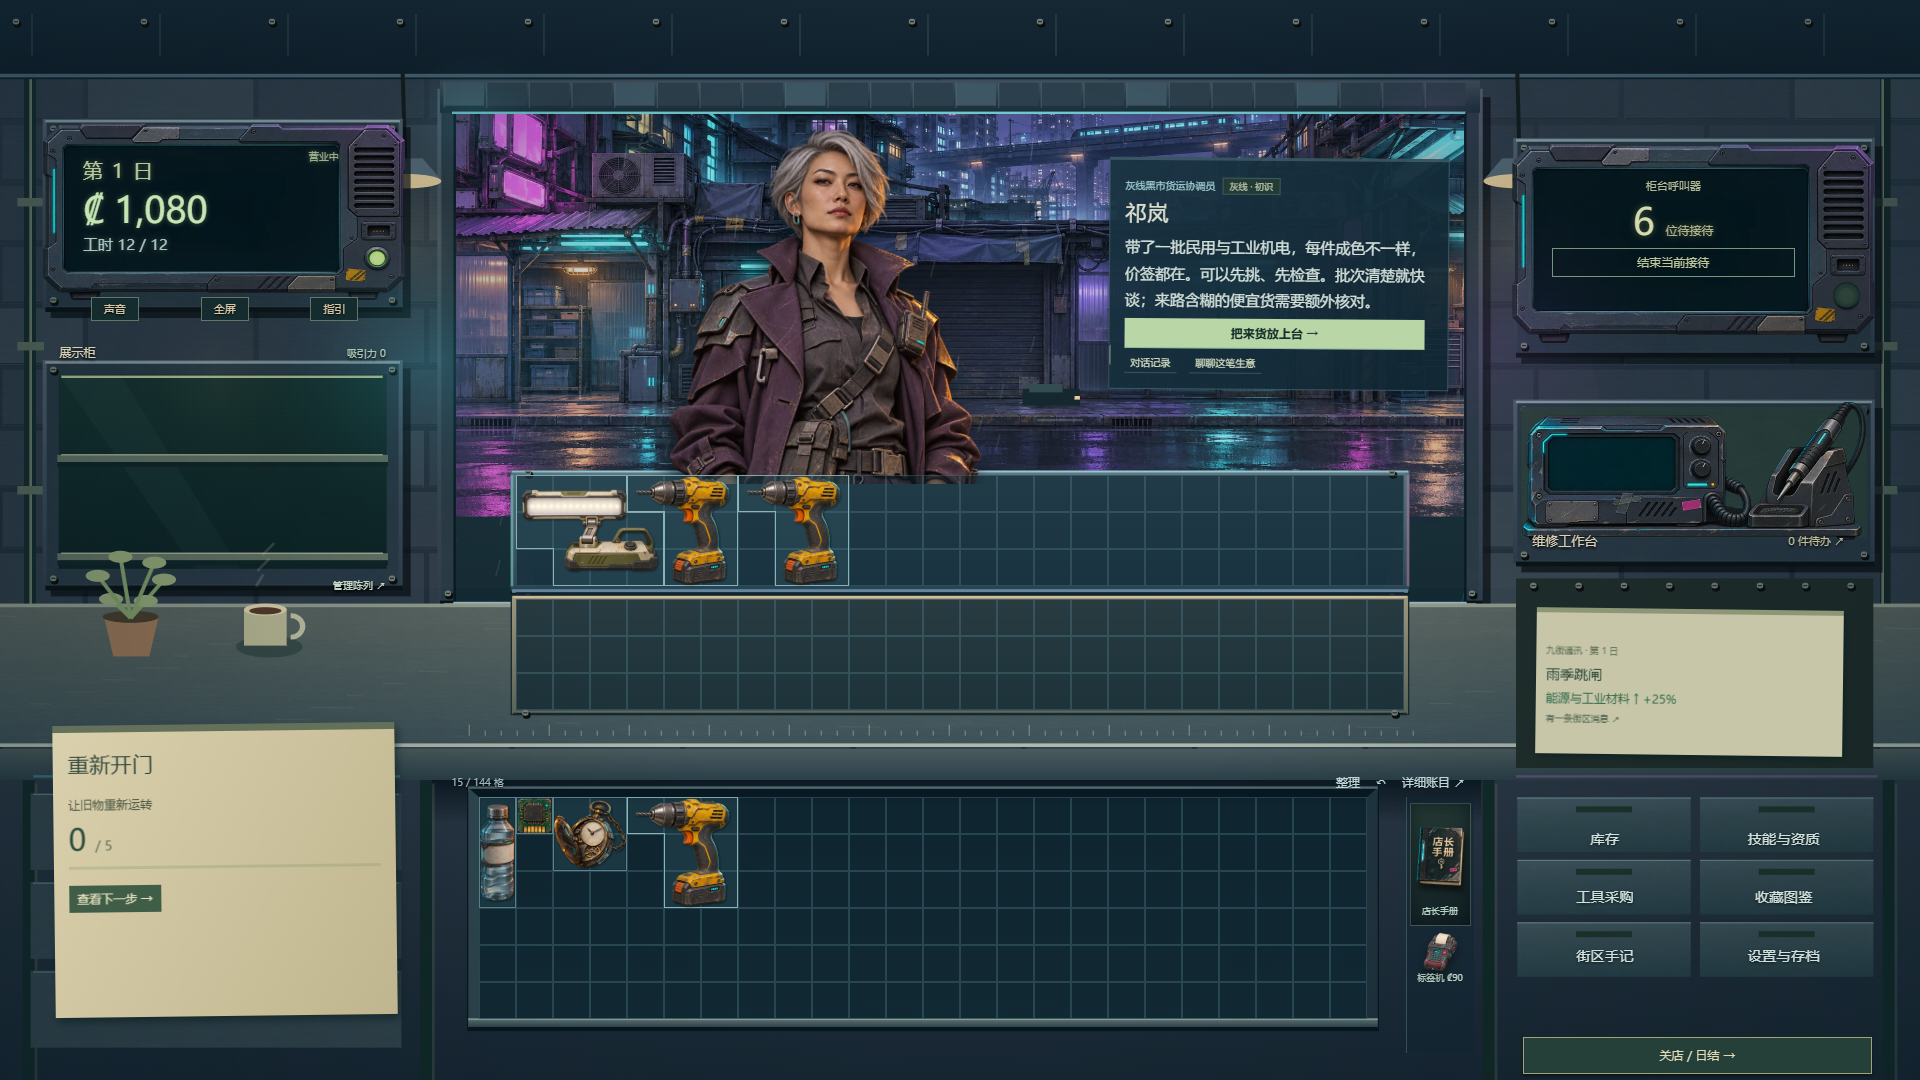 第 1 日
营业中
₡ 1,080
工时 12 / 12
声音
全屏
指引
展示柜
吸引力 0
管理陈列 ↗
灰线黑市货运协调员
灰线 · 初识
祁岚
带了一批民用与工业机电，每件成色不一样，
价签都在。可以先挑、先检查。批次清楚就快
谈；来路含糊的便宜货需要额外核对。
把来货放上台 →
对话记录
聊聊这笔生意
柜台呼叫器
6 位待接待
结束当前接待
维修工作台
0 件待办 ↗
九街通讯 · 第 1 日
雨季跳闸
能源与工业材料 ↑ +25%
有一条街区消息 ↗
重新开门
让旧物重新运转
0 / 5
查看下一步 →
15 / 144 格
整理
详细账目 ↗
店长手册
店长手册
标签机 ₡90
库存
技能与资质
工具采购
收藏图鉴
街区手记
设置与存档
关店 / 日结 →